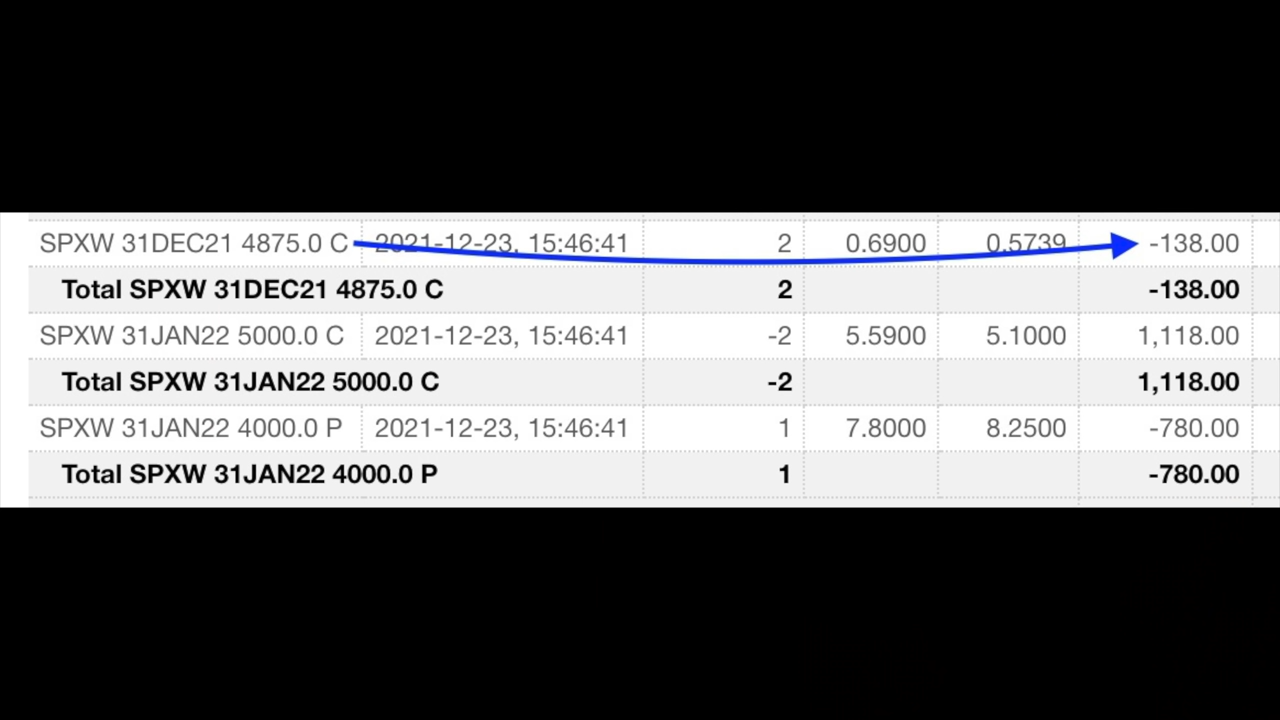 SPXW 31DEC21 4875.0 C 2021-12-23, 15:46:41 2 0.6900 0.5739 -138.00
Total SPXW 31DEC21 4875.0 C 2 -138.00
SPXW 31JAN22 5000.0 C 2021-12-23, 15:46:41 -2 5.5900 5.1000 1,118.00
Total SPXW 31JAN22 5000.0 C -2 1,118.00
SPXW 31JAN22 4000.0 P 2021-12-23, 15:46:41 1 7.8000 8.2500 -780.00
Total SPXW 31JAN22 4000.0 P 1 -780.00